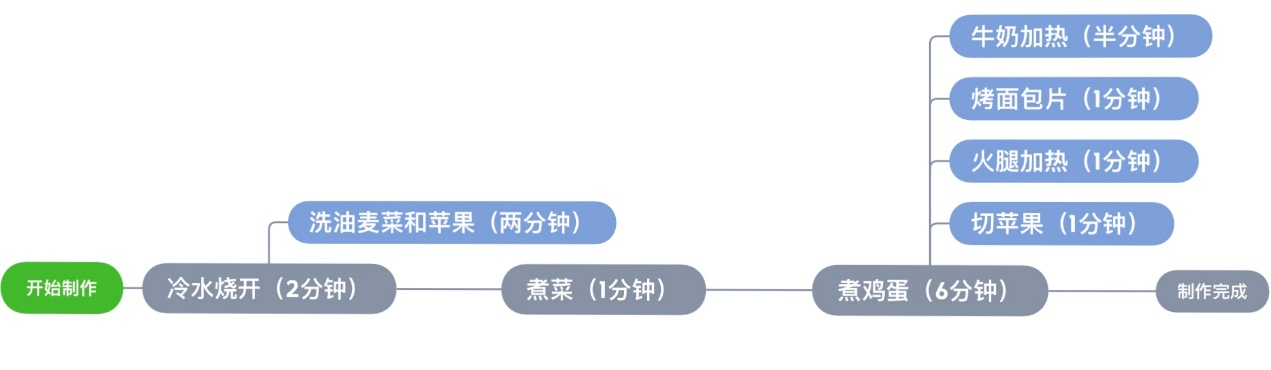 牛奶加热（半分钟）
烤面包片（1分钟）
火腿加热（1分钟）
洗油麦菜和苹果（两分钟）
切苹果（1分钟）
开始制作
冷水烧开（2分钟）
煮菜（1分钟）
煮鸡蛋（6分钟）
制作完成